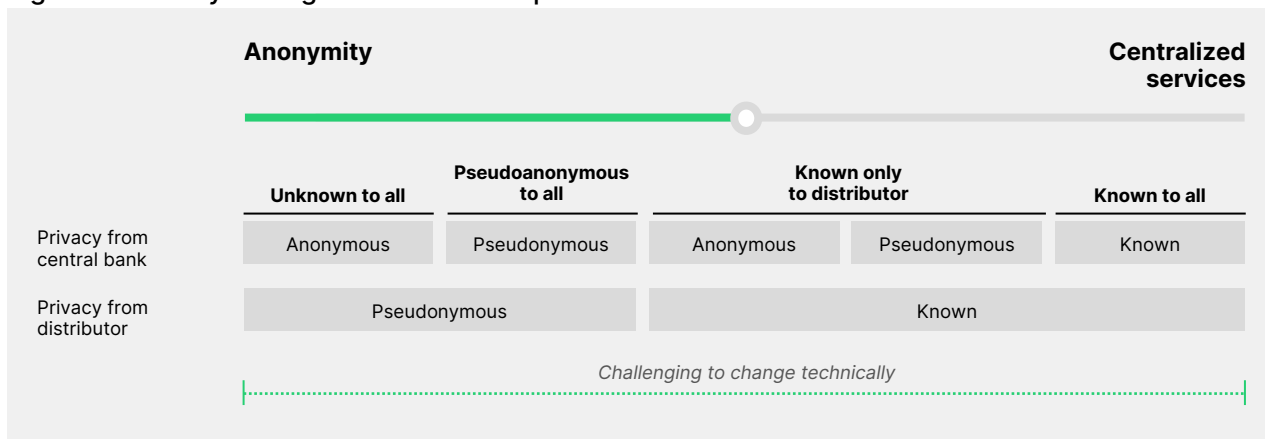 Anonymity
Centralized
services
Unknown to all
Pseudoanonymous
to all
Known only
to distributor
Known to all
Privacy from
central bank
Anonymous
Pseudonymous
Anonymous
Pseudonymous
Known
Privacy from
distributor
Pseudonymous
Known
Challenging to change technically